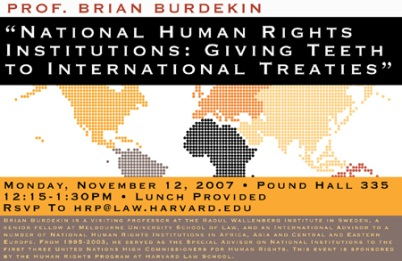 PROF. BRIAN BURDEKIN
“NATIONAL HUMAN RIGHTS
INSTITUTIONS: GIVING TEETH
TO INTERNATIONAL TREATIES”
MONDAY, NOVEMBER 12, 2007 • POUND HALL 335
12:15-1:30PM • LUNCH PROVIDED
RSVP TO HRP@LAW.HARVARD.EDU
BRIAN BURDEKIN IS A VISITING PROFESSOR AT THE RAOUL WALLENBERG INSTITUTE IN SWEDEN, A
SENIOR FELLOW AT MELBOURNE UNIVERSITY SCHOOL OF LAW, AND AN INTERNATIONAL ADVISOR TO A
NUMBER OF NATIONAL HUMAN RIGHTS INSTITUTIONS IN AFRICA, ASIA AND CENTRAL AND EASTERN
EUROPE. FROM 1995-2003, HE SERVED AS THE SPECIAL ADVISOR ON NATIONAL INSTITUTIONS TO THE
FIRST THREE UNITED NATIONS HIGH COMMISSIONERS FOR HUMAN RIGHTS. THIS EVENT IS SPONSORED
BY THE HUMAN RIGHTS PROGRAM AT HARVARD LAW SCHOOL.